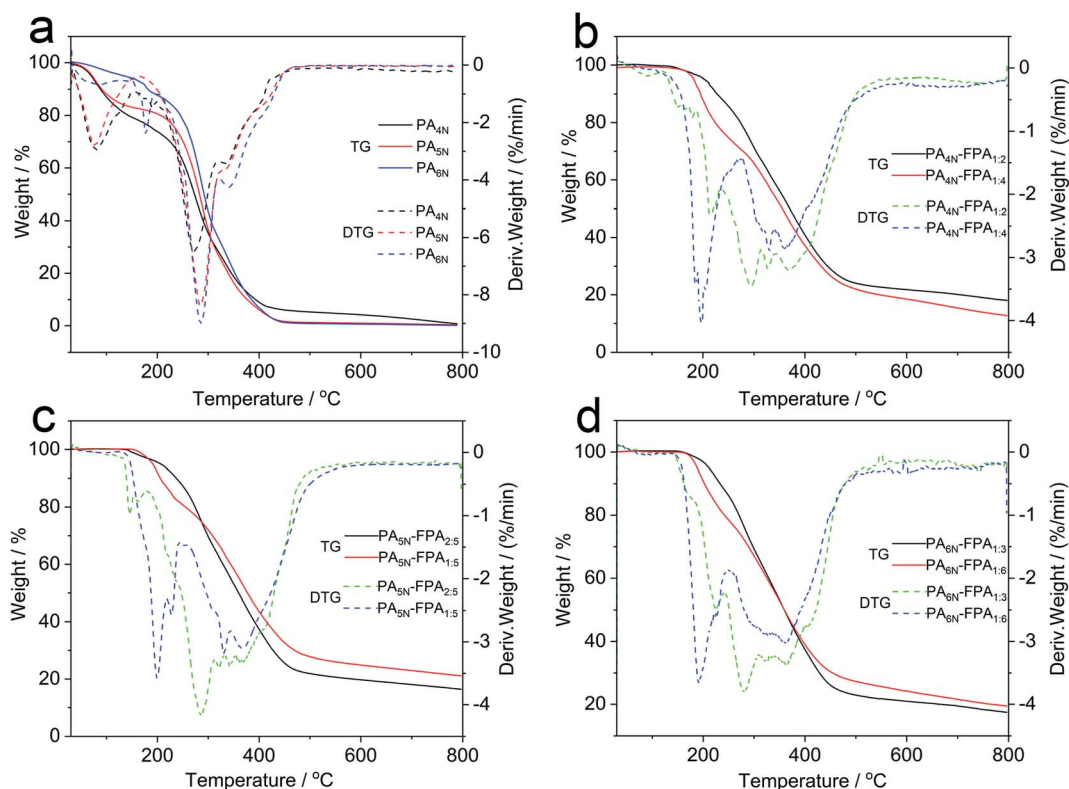 a
100
80
60
40
20
0
Weight / %
0
-2
-4
-6
-8
-10
Deriv.Weight / (%/min)
200 400 600 800
Temperature / °C
TG
PA4N
PA5N
PA6N
DTG
PA4N
PA5N
PA6N
b
100
80
60
40
20
0
Weight / %
0
-1
-2
-3
-4
Deriv.Weight / (%/min)
200 400 600 800
Temperature / °C
TG
PA4N-FPA1:2
PA4N-FPA1:4
DTG
PA4N-FPA1:2
PA4N-FPA1:4
c
100
80
60
40
20
0
Weight / %
0
-1
-2
-3
-4
Deriv.Weight / (%/min)
200 400 600 800
Temperature / °C
TG
PA5N-FPA2:5
PA5N-FPA1:5
DTG
PA5N-FPA2:5
PA5N-FPA1:5
d
100
80
60
40
20
Weight / %
0
-1
-2
-3
-4
Deriv.Weight / (%/min)
200 400 600 800
Temperature / °C
TG
PA6N-FPA1:3
PA6N-FPA1:6
DTG
PA6N-FPA1:3
PA6N-FPA1:6